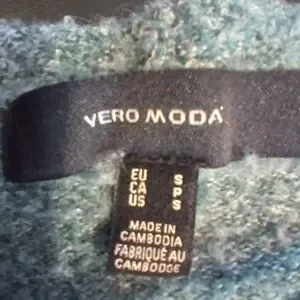 VERO MODA
EU S
CA P
US S
MADE IN
CAMBODIA
FABRIQUÉ AU
CAMBODGE